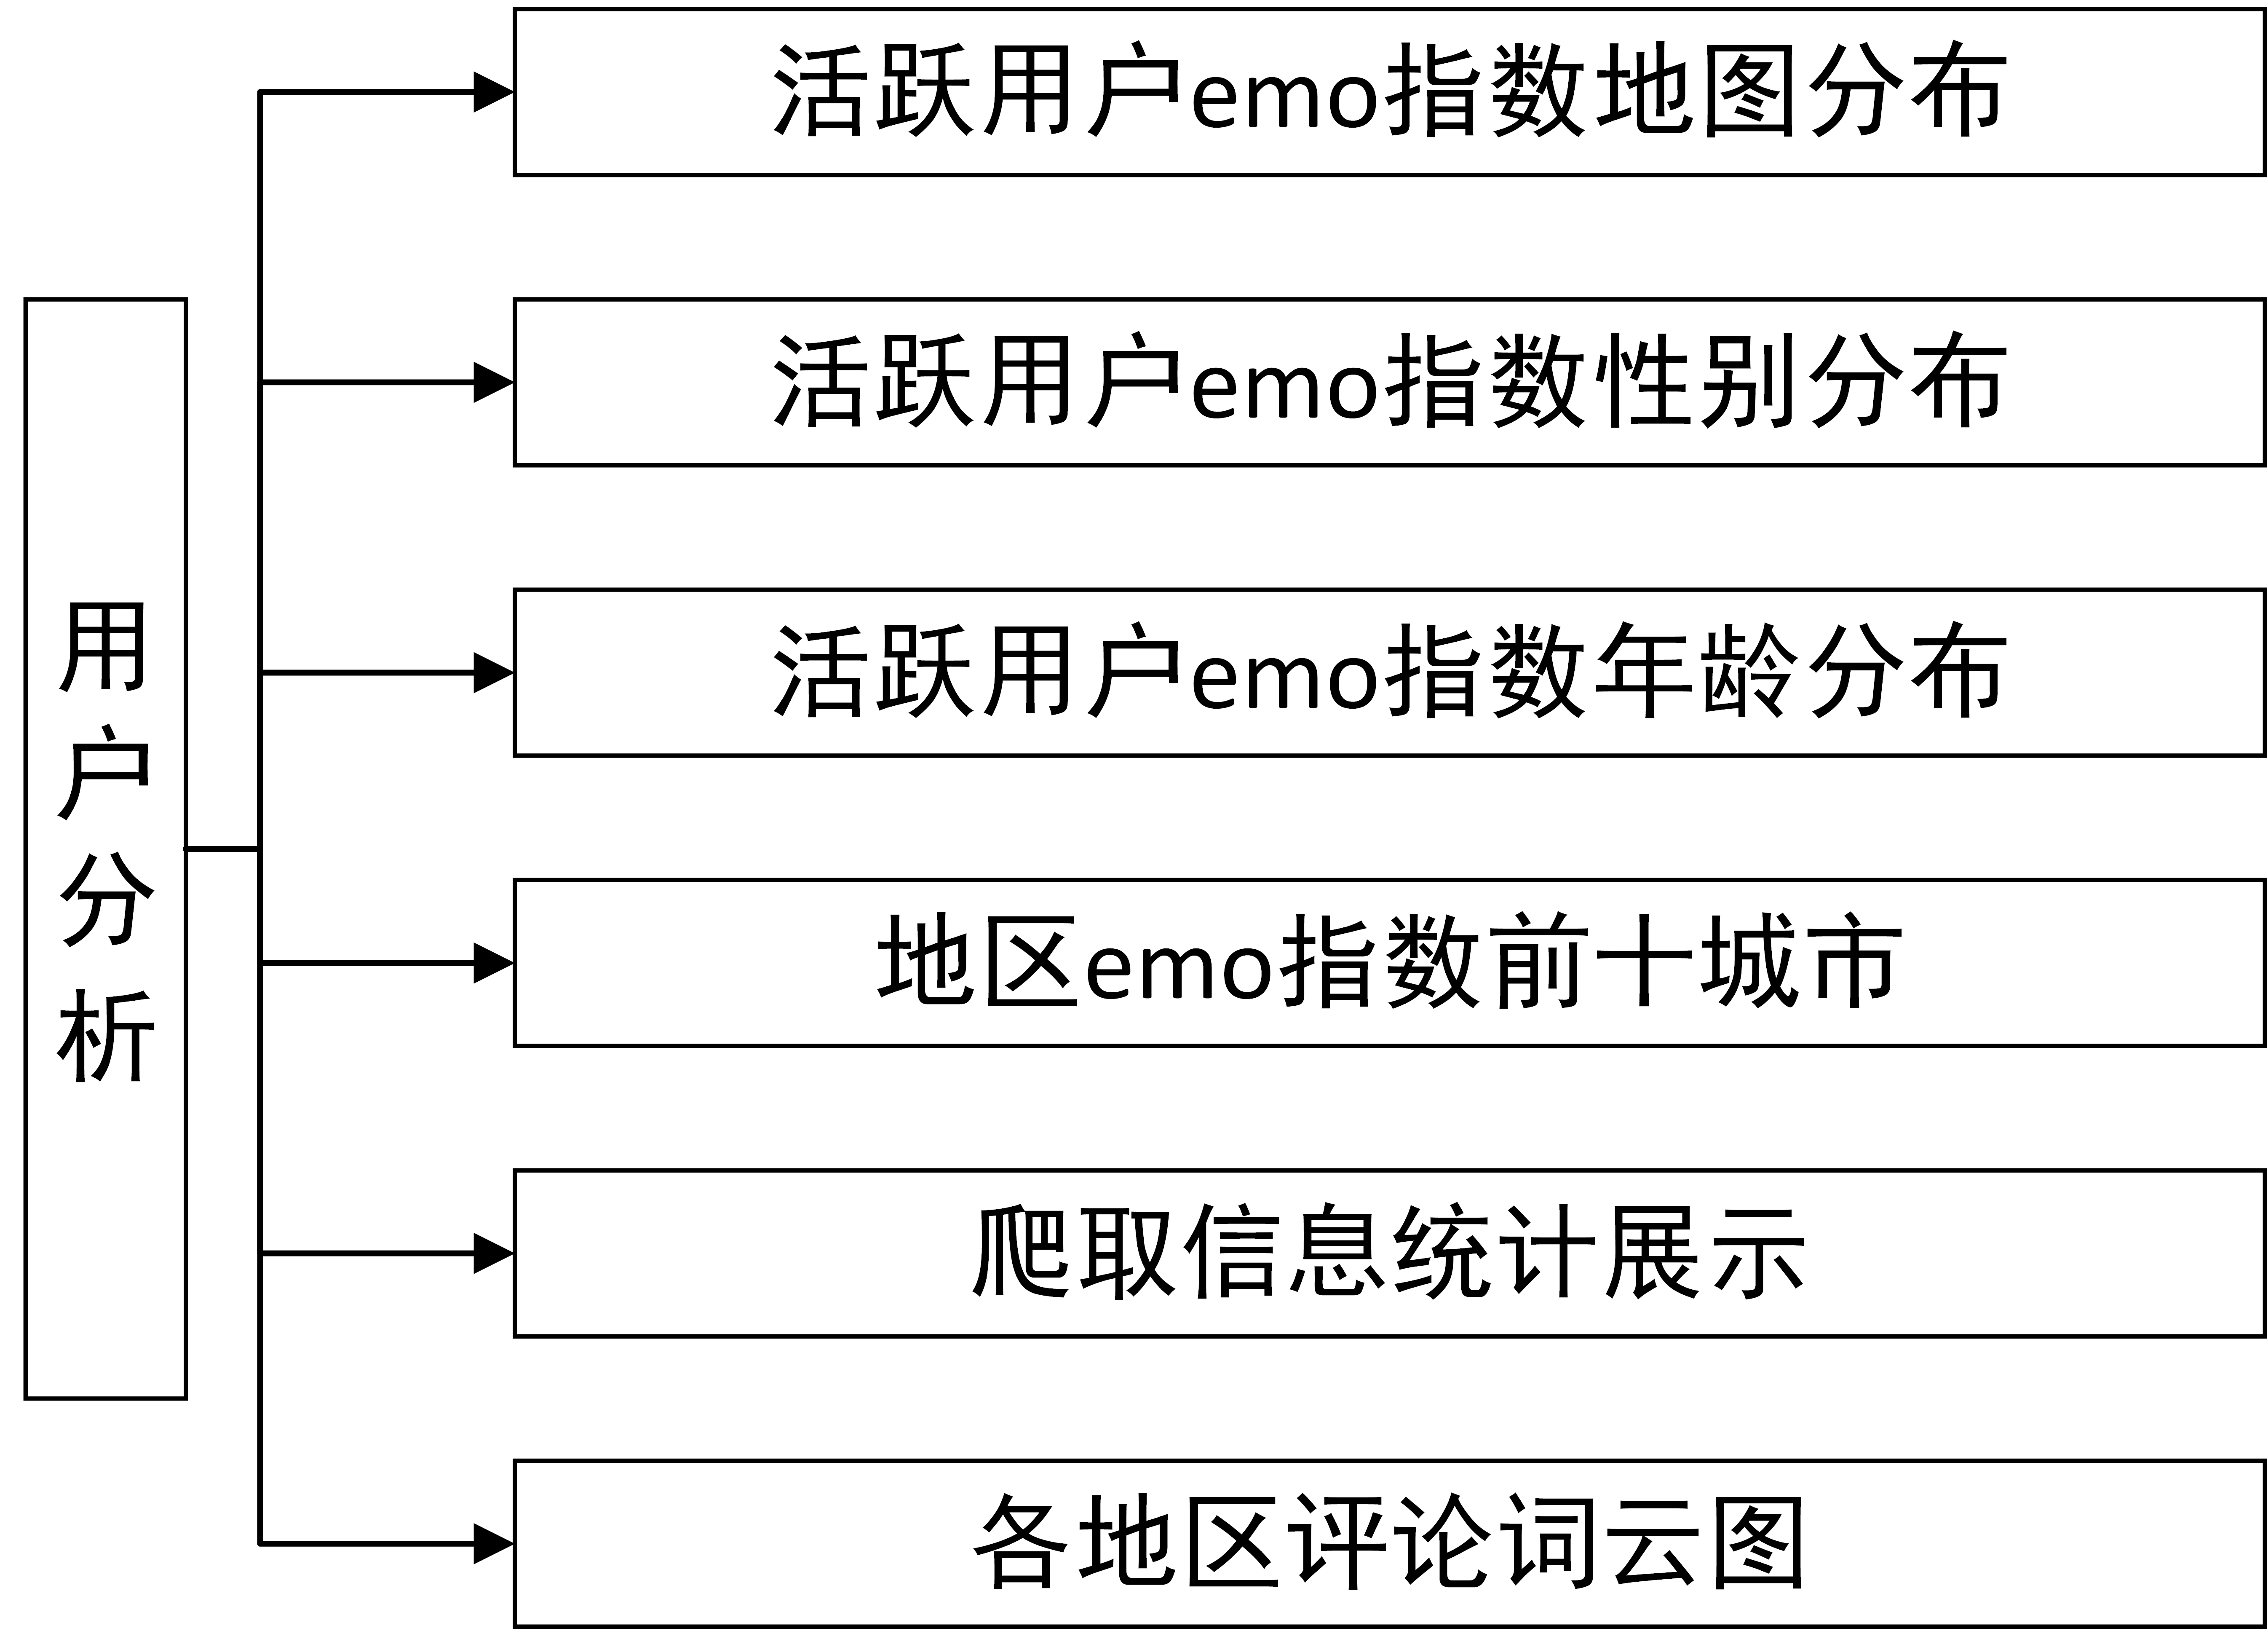 用户分析
活跃用户emo指数地图分布
活跃用户emo指数性别分布
活跃用户emo指数年龄分布
地区emo指数前十城市
爬取信息统计展示
各地区评论词云图